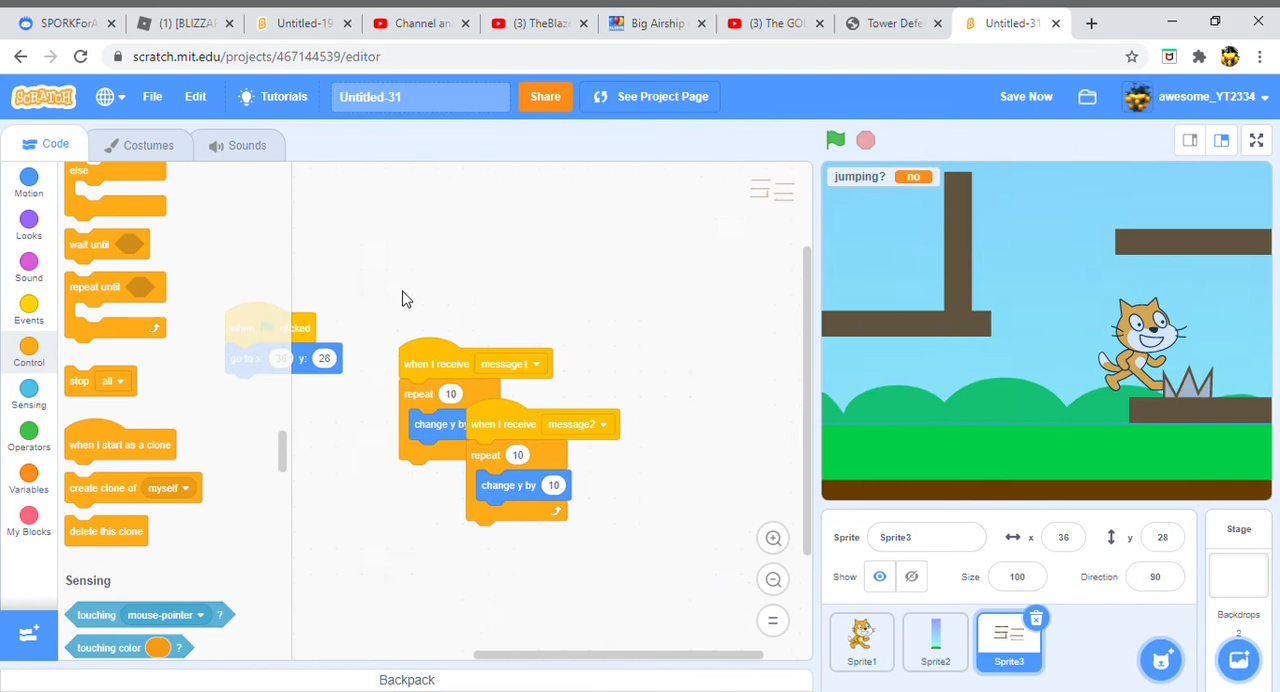 SPORKForA
(1) [BLIZZAI
Untitled-19
Channel an
(3) TheBlaze
Big Airship
(3) The GOL
Tower Defe
Untitled-31
scratch.mit.edu/projects/467144539/editor
SCRATCH File Edit Tutorials Untitled-31 Share See Project Page Save Now awesome_YT2334
Code Costumes Sounds
Motion
Looks
Sound
Events
Control
Sensing
Operators
Variables
My Blocks
else
wait until
repeat until
stop all
when I start as a clone
create clone of myself
delete this clone
Sensing
touching mouse-pointer ?
touching color ?
when clicked
go to x: 36 y: 28
when I receive message1
repeat 10
change y by
when I receive message2
repeat 10
change y by 10
jumping? no
Sprite Sprite3 x 36 y 28
Show Size 100 Direction 90
Sprite1
Sprite2
Sprite3
Stage
Backdrops
2
Backpack